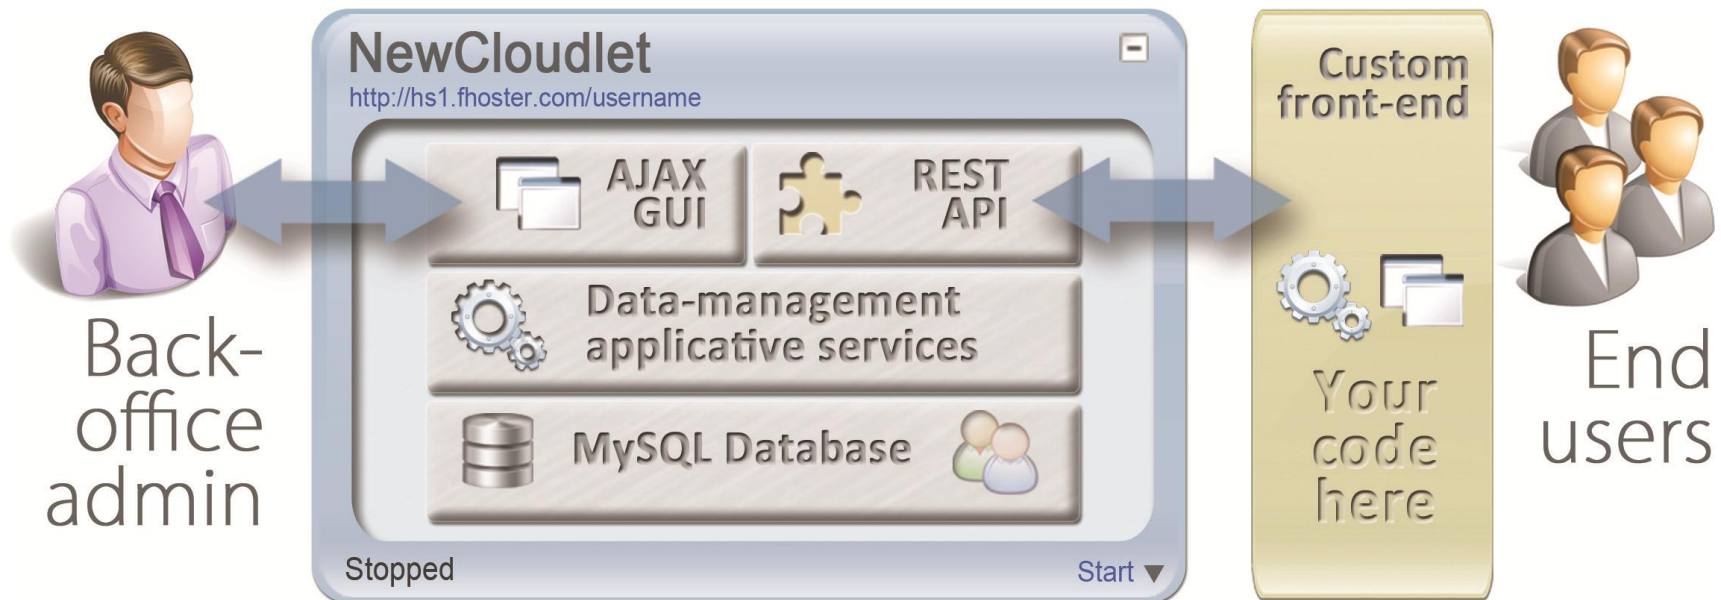 NewCloudlet
http://hs1.fhoster.com/username
AJAX
GUI
REST
API
Data-management
applicative services
MySQL Database
Stopped
Start
Back-
office
admin
Custom
front-end
Your
code
here
End
users